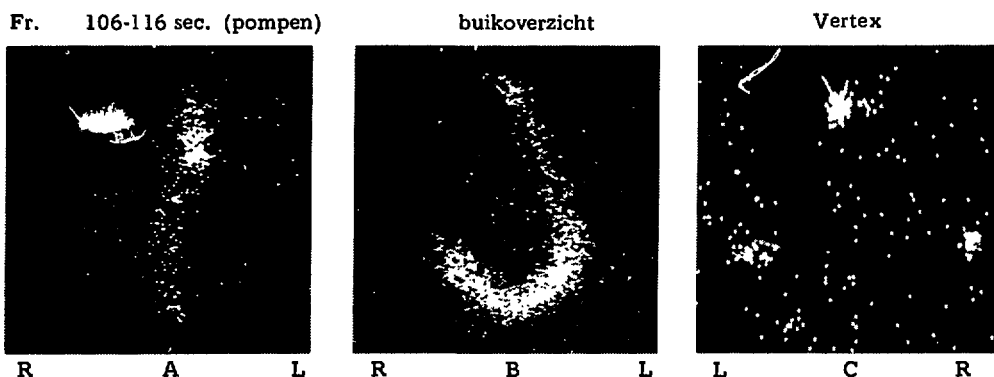 Fr. 106-116 sec. (pompen) buikoverzicht Vertex
R A L R B L L C R